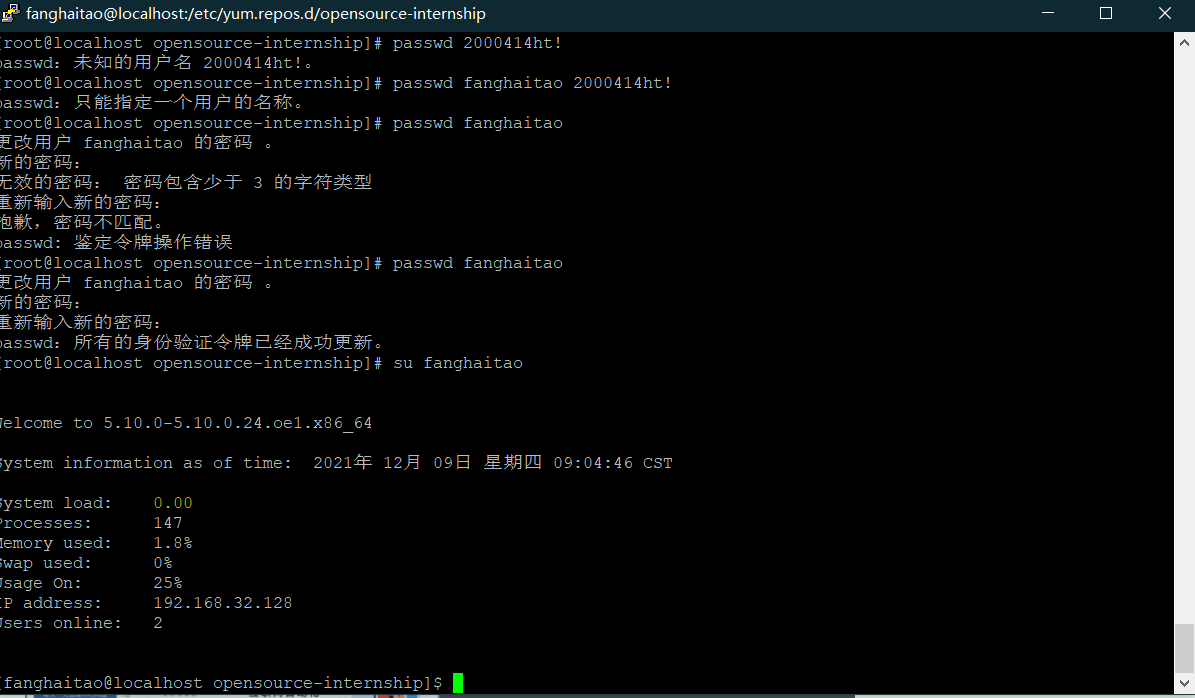 fanghaitao@localhost:/etc/yum.repos.d/opensource-internship
[root@localhost opensource-internship]# passwd 2000414ht!
passwd: 未知的用户名 2000414ht!。
[root@localhost opensource-internship]# passwd fanghaitao 2000414ht!
passwd: 只能指定一个用户的名称。
[root@localhost opensource-internship]# passwd fanghaitao
更改用户 fanghaitao 的密码 。
新的密码：
无效的密码： 密码包含少于 3 的字符类型
重新输入新的密码：
抱歉，密码不匹配。
passwd: 鉴定令牌操作错误
[root@localhost opensource-internship]# passwd fanghaitao
更改用户 fanghaitao 的密码 。
新的密码：
重新输入新的密码：
passwd: 所有的身份验证令牌已经成功更新。
[root@localhost opensource-internship]# su fanghaitao
Welcome to 5.10.0-5.10.0.24.oe1.x86_64
System information as of time:  2021年 12月 09日 星期四 09:04:46 CST
System load:    0.00
Processes:      147
Memory used:    1.8%
Swap used:      0%
Usage On:       25%
IP address:     192.168.32.128
Users online:   2
[fanghaitao@localhost opensource-internship]$